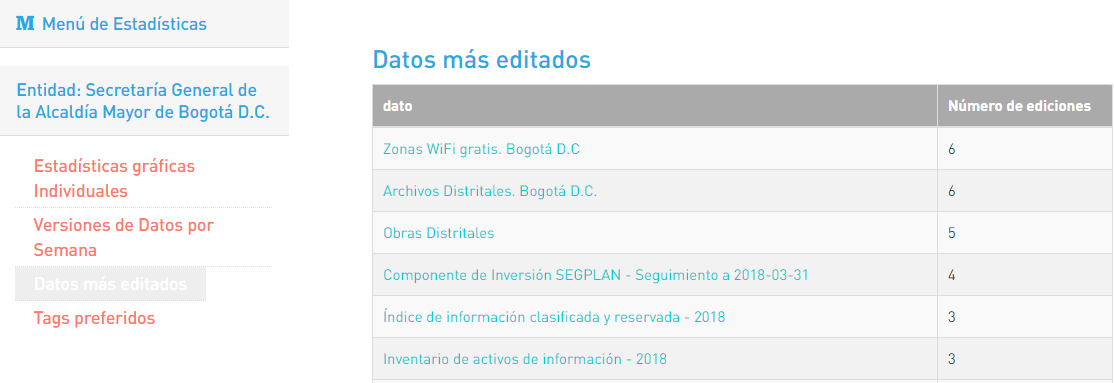 M Menú de Estadísticas
Entidad: Secretaría General de
la Alcaldía Mayor de Bogotá D.C.
Estadísticas gráficas
Individuales
Versiones de Datos por
Semana
Datos más editados
Tags preferidos
Datos más editados
dato Número de ediciones
Zonas WiFi gratis. Bogotá D.C 6
Archivos Distritales. Bogotá D.C. 6
Obras Distritales 5
Componente de Inversión SEGPLAN - Seguimiento a 2018-03-31 4
Índice de información clasificada y reservada - 2018 3
Inventario de activos de información - 2018 3